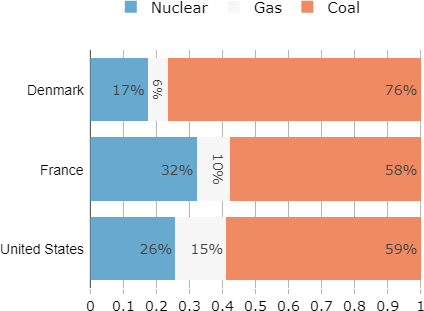 Nuclear Gas Coal
Denmark 17% 6% 76%
France 32% 10% 58%
United States 26% 15% 59%
0 0.1 0.2 0.3 0.4 0.5 0.6 0.7 0.8 0.9 1